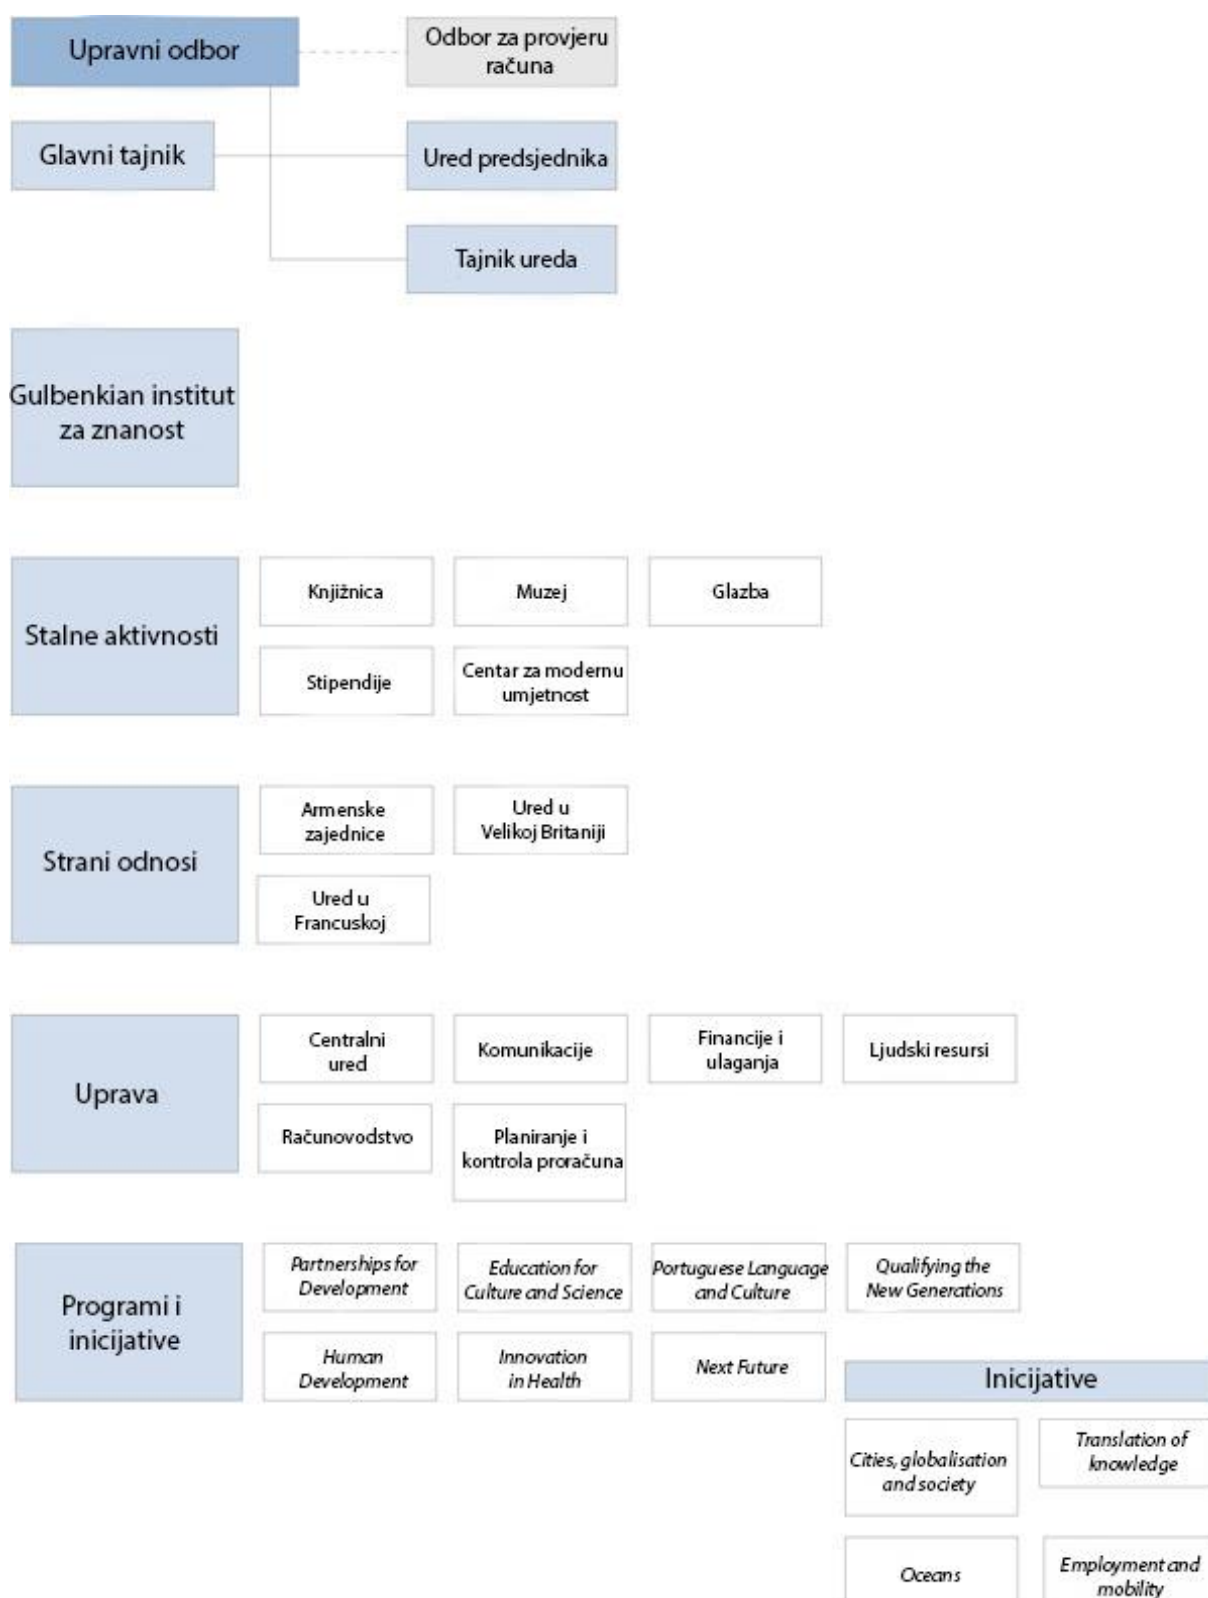 Upravni odbor
Odbor za provjeru
računa
Glavni tajnik
Ured predsjednika
Tajnik ureda
Gulbenkian institut
za znanost
Stalne aktivnosti
Knjižnica
Muzej
Glazba
Stipendije
Centar za modernu
umjetnost
Strani odnosi
Armenske
zajednice
Ured u
Velikoj Britaniji
Ured u
Francuskoj
Uprava
Centralni
ured
Komunikacije
Financije i
ulaganja
Ljudski resursi
Računovodstvo
Planiranje i
kontrola proračuna
Programi i
inicijative
Partnerships for
Development
Education for
Culture and Science
Portuguese Language
and Culture
Qualifying the
New Generations
Human
Development
Innovation
in Health
Next Future
Inicijative
Cities, globalisation
and society
Translation of
knowledge
Oceans
Employment and
mobility